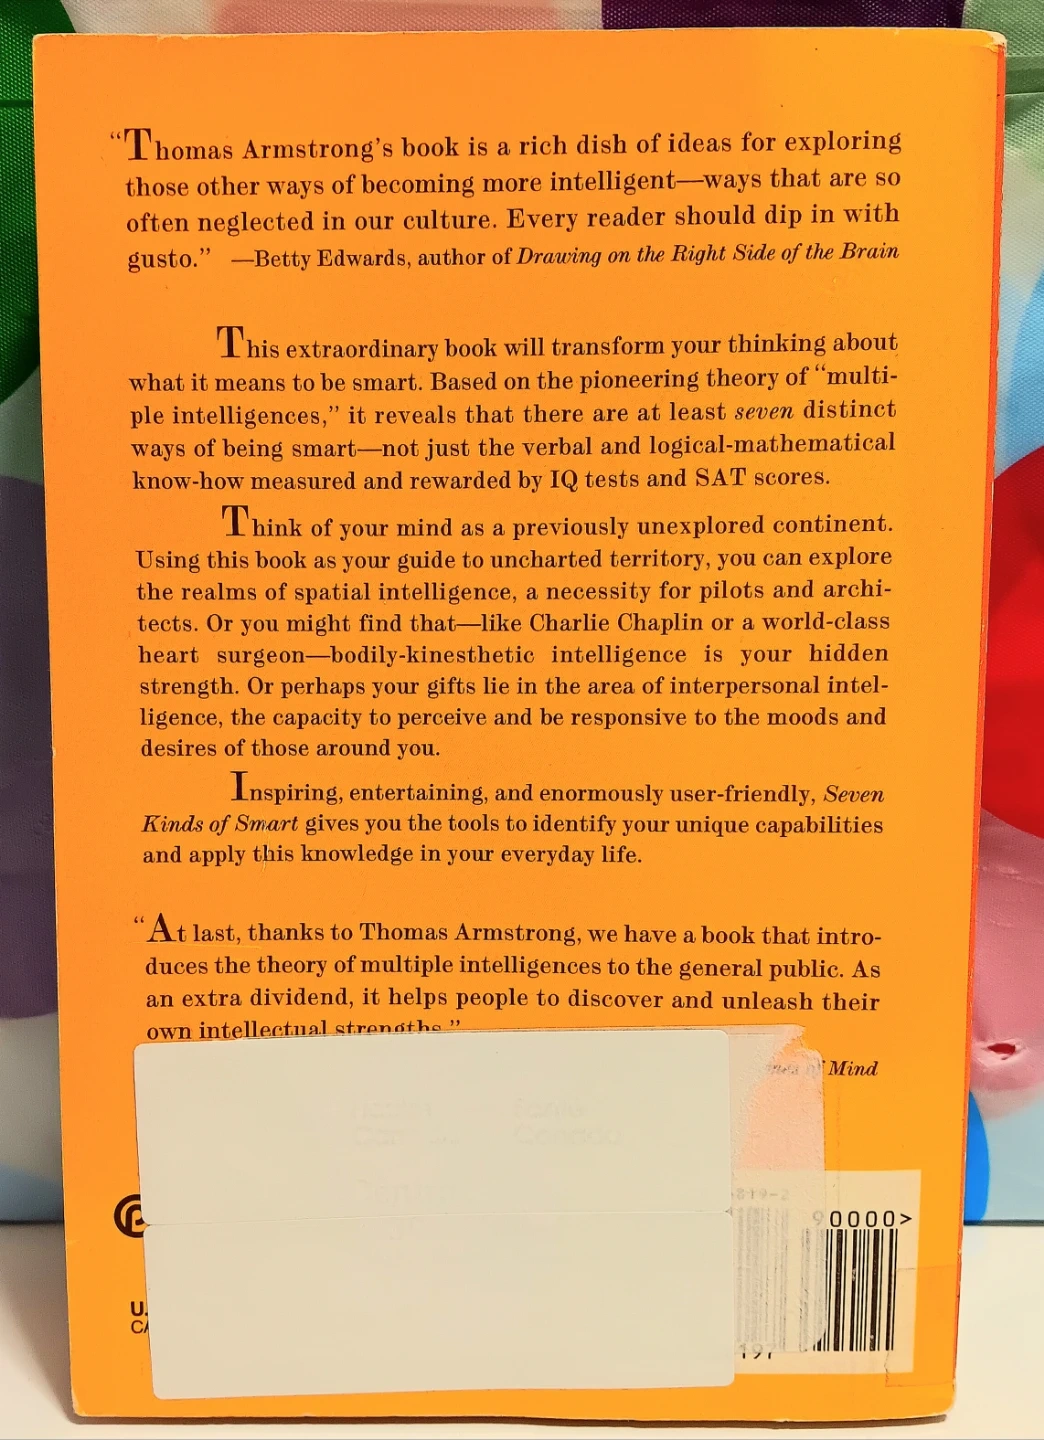 “Thomas Armstrong’s book is a rich dish of ideas for exploring
those other ways of becoming more intelligent—ways that are so
often neglected in our culture. Every reader should dip in with
gusto.” —Betty Edwards, author of Drawing on the Right Side of the Brain
This extraordinary book will transform your thinking about
what it means to be smart. Based on the pioneering theory of “multi-
ple intelligences,” it reveals that there are at least seven distinct
ways of being smart—not just the verbal and logical-mathematical
know-how measured and rewarded by IQ tests and SAT scores.
Think of your mind as a previously unexplored continent.
Using this book as your guide to uncharted territory, you can explore
the realms of spatial intelligence, a necessity for pilots and archi-
tects. Or you might find that—like Charlie Chaplin or a world-class
heart surgeon—bodily-kinesthetic intelligence is your hidden
strength. Or perhaps your gifts lie in the area of interpersonal intel-
ligence, the capacity to perceive and be responsive to the moods and
desires of those around you.
Inspiring, entertaining, and enormously user-friendly, Seven
Kinds of Smart gives you the tools to identify your unique capabilities
and apply this knowledge in your everyday life.
“At last, thanks to Thomas Armstrong, we have a book that intro-
duces the theory of multiple intelligences to the general public. As
an extra dividend, it helps people to discover and unleash their
own intellectual strengths.”
of Mind
819-2
90000>
U.
CA
197